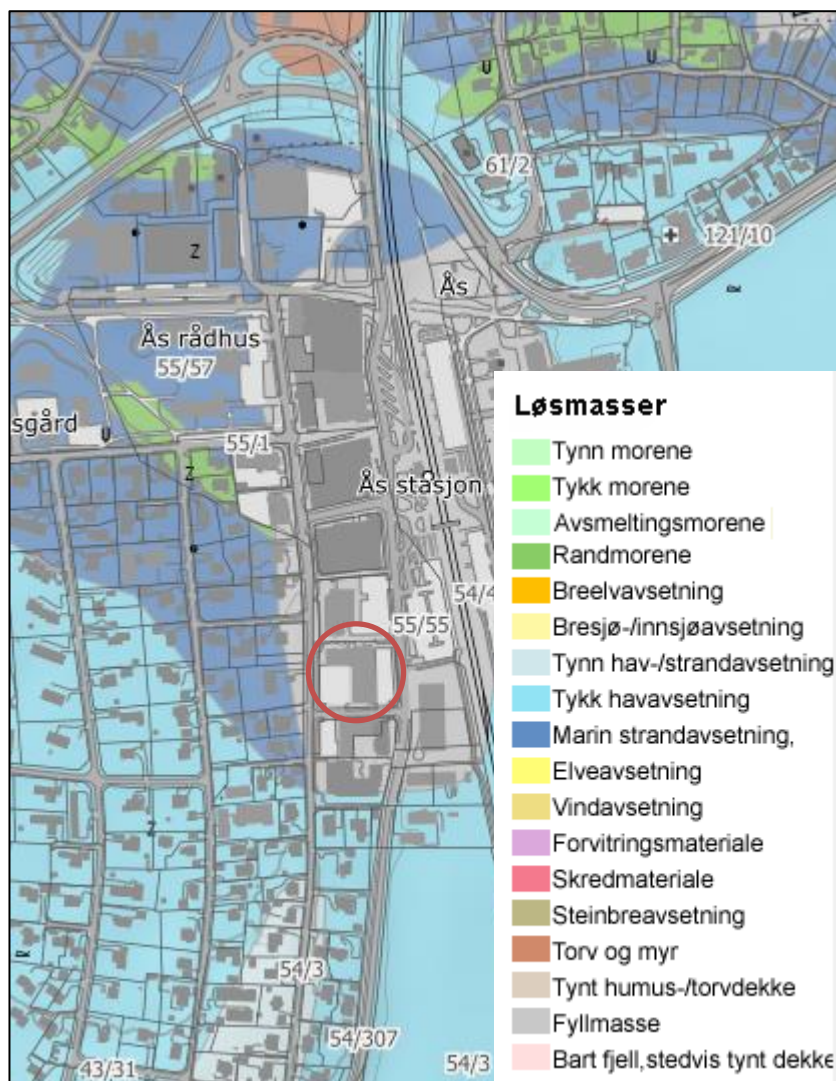 U
U
61/2
121/10
Z
Ås
Ås rådhus
55/57
sgård
U
55/1
Z
Ås stasjon
54/4
55/55
Z
54/3
54/307
54/3
43/31
Løsmasser
Tynn morene
Tykk morene
Avsmeltingsmorene
Randmorene
Breelvavsetning
Bresjø-/innsjøavsetning
Tynn hav-/strandavsetning
Tykk havavsetning
Marin strandavsetning,
Elveavsetning
Vindavsetning
Forvitringsmateriale
Skredmateriale
Steinbreavsetning
Torv og myr
Tynt humus-/torvdekke
Fyllmasse
Bart fjell,stedvis tynt dekke